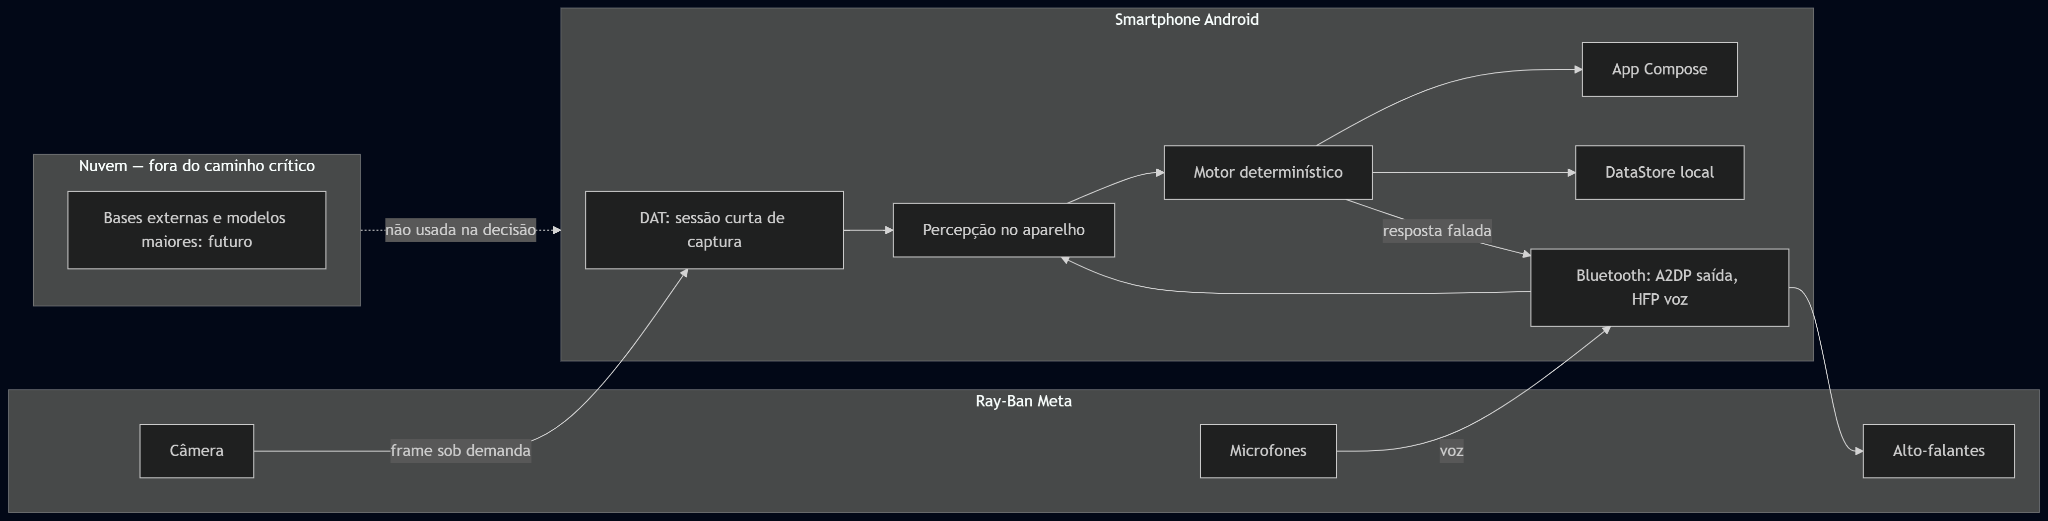 Smartphone Android
App Compose
Nuvem — fora do caminho crítico
Motor determinístico
DataStore local
Bases externas e modelos
maiores: futuro
não usada na decisão
DAT: sessão curta de
captura
Percepção no aparelho
resposta falada
Bluetooth: A2DP saída,
HFP voz
Ray-Ban Meta
Câmera
frame sob demanda
Microfones
voz
Alto-falantes